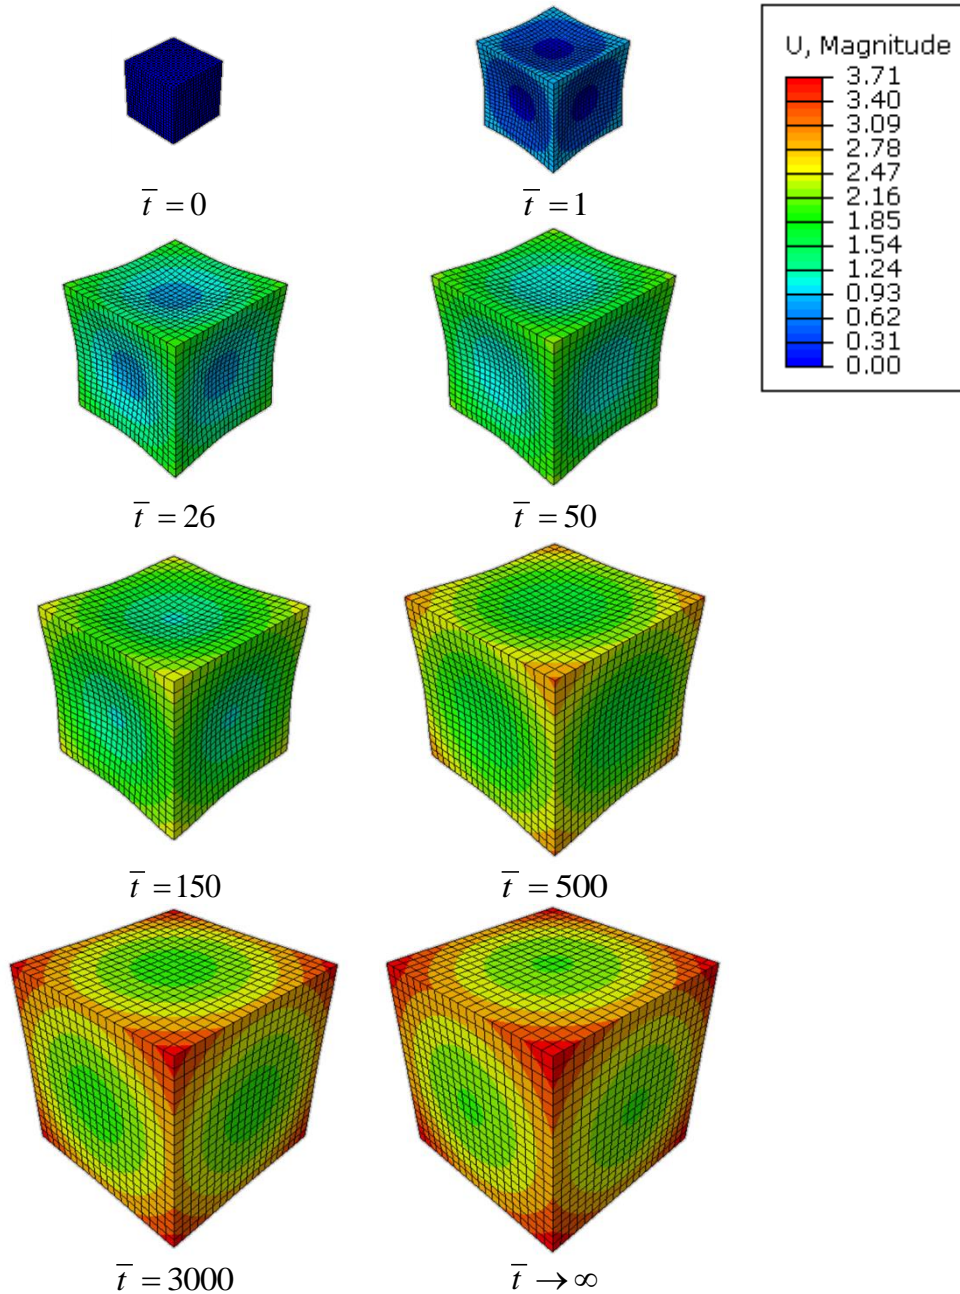 U, Magnitude
3.71
3.40
3.09
2.78
2.47
2.16
1.85
1.54
1.24
0.93
0.62
0.31
0.00
t̅ = 0
t̅ = 1
t̅ = 26
t̅ = 50
t̅ = 150
t̅ = 500
t̅ = 3000
t̅ → ∞